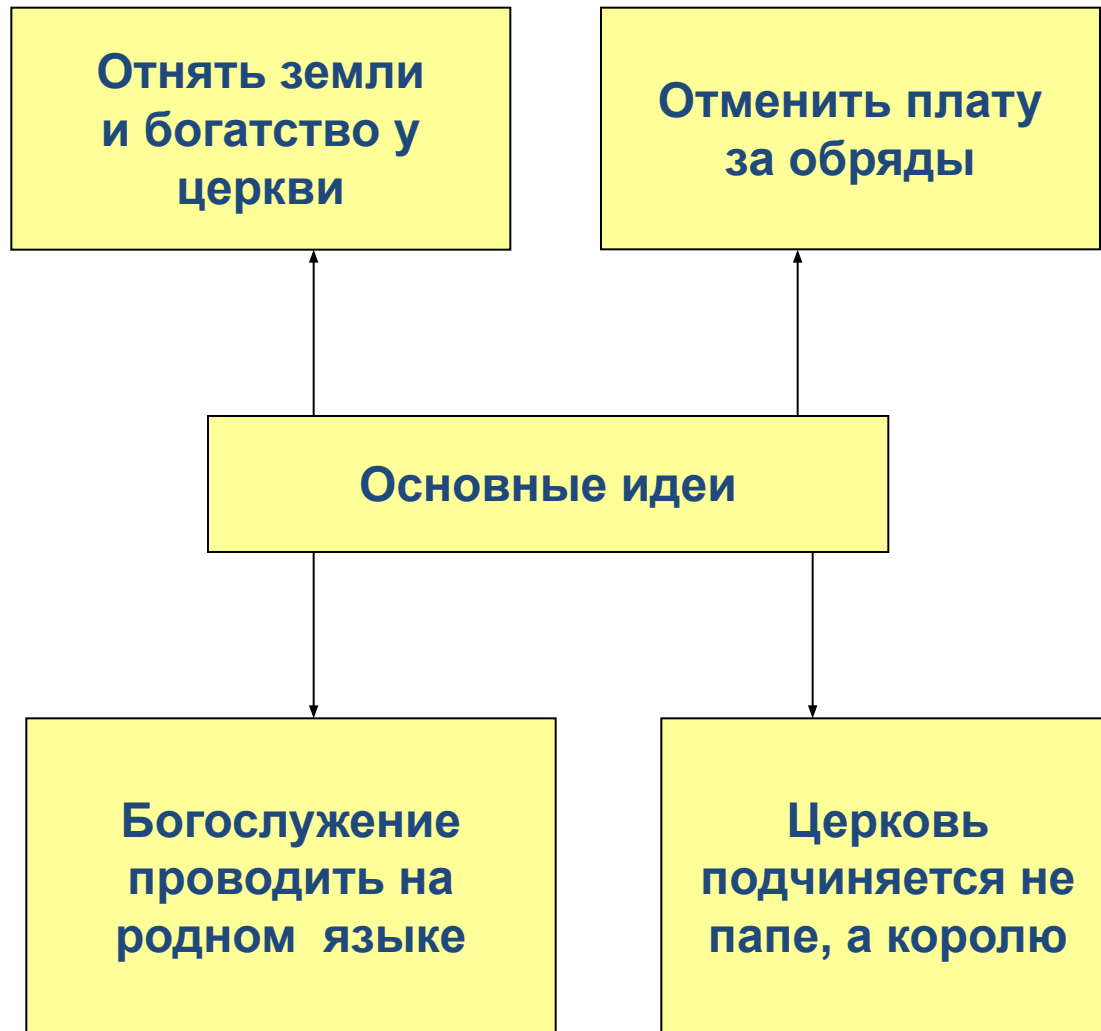 Отнять земли
и богатство у
церкви
Отменить плату
за обряды
Основные идеи
Богослужение
проводить на
родном языке
Церковь
подчиняется не
папе, а королю